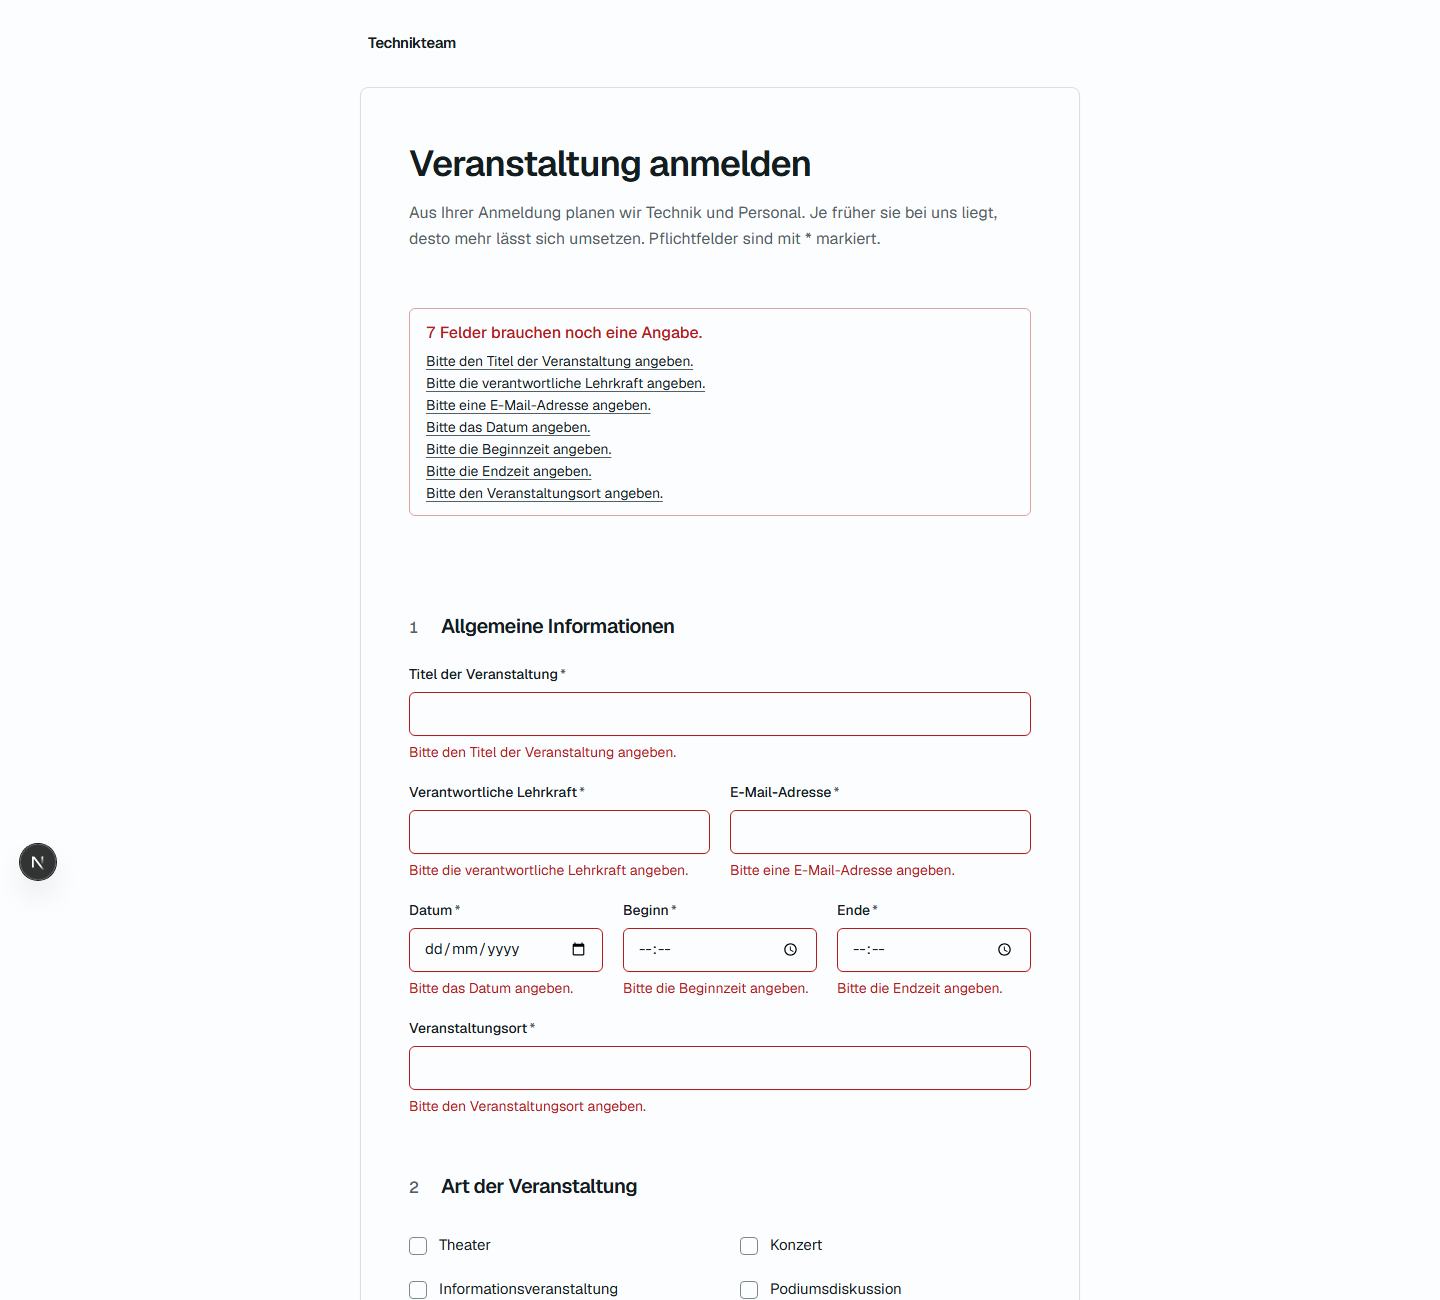 Technikteam
Veranstaltung anmelden
Aus Ihrer Anmeldung planen wir Technik und Personal. Je früher sie bei uns liegt,
desto mehr lässt sich umsetzen. Pflichtfelder sind mit * markiert.
7 Felder brauchen noch eine Angabe.
Bitte den Titel der Veranstaltung angeben.
Bitte die verantwortliche Lehrkraft angeben.
Bitte eine E-Mail-Adresse angeben.
Bitte das Datum angeben.
Bitte die Beginnzeit angeben.
Bitte die Endzeit angeben.
Bitte den Veranstaltungsort angeben.
1 Allgemeine Informationen
Titel der Veranstaltung *
Bitte den Titel der Veranstaltung angeben.
Verantwortliche Lehrkraft * E-Mail-Adresse *
Bitte die verantwortliche Lehrkraft angeben. Bitte eine E-Mail-Adresse angeben.
Datum * Beginn * Ende *
dd/mm/yyyy --:-- --:--
Bitte das Datum angeben. Bitte die Beginnzeit angeben. Bitte die Endzeit angeben.
Veranstaltungsort *
Bitte den Veranstaltungsort angeben.
2 Art der Veranstaltung
Theater Konzert
Informationsveranstaltung Podiumsdiskussion
N